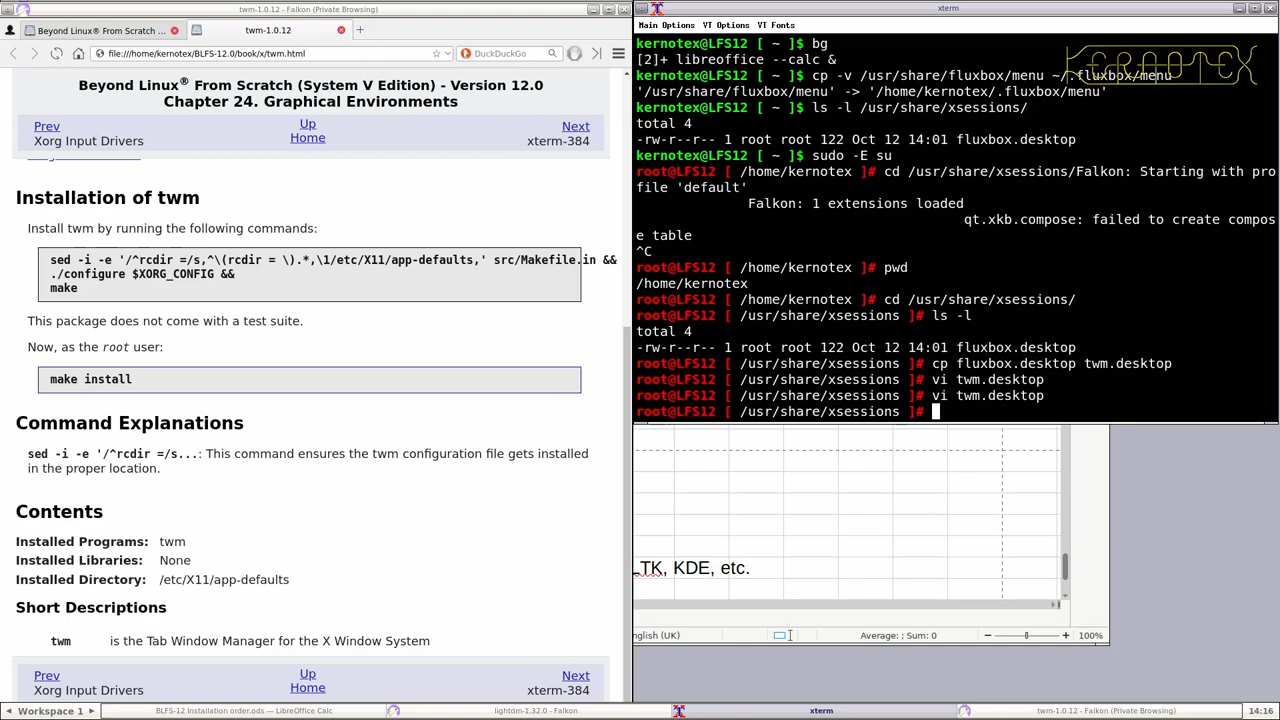 twm-1.0.12 - Falkon (Private Browsing)
Beyond Linux® From Scratch ...
twm-1.0.12
file:///home/kernotex/BLFS-12.0/book/x/twm.html
DuckDuckGo
Beyond Linux® From Scratch (System V Edition) - Version 12.0
Chapter 24. Graphical Environments
Prev
Up
Next
Xorg Input Drivers
Home
xterm-384
Installation of twm
Install twm by running the following commands:
sed -i -e '/^rcdir =/s,^\(rcdir = \).*,\1/etc/X11/app-defaults,' src/Makefile.in &&
./configure $XORG_CONFIG &&
make
This package does not come with a test suite.
Now, as the root user:
make install
Command Explanations
sed -i -e '/^rcdir =/s...: This command ensures the twm configuration file gets installed
in the proper location.
Contents
Installed Programs: twm
Installed Libraries: None
Installed Directory: /etc/X11/app-defaults
Short Descriptions
twm is the Tab Window Manager for the X Window System
Prev
Up
Next
Xorg Input Drivers
Home
xterm-384
xterm
Main Options VT Options VT Fonts
KERNOTEX
kernotex@LFS12 [ ~ ]$ bg
[2]+ libreoffice --calc &
kernotex@LFS12 [ ~ ]$ cp -v /usr/share/fluxbox/menu ~/.fluxbox/menu
'/usr/share/fluxbox/menu' -> '/home/kernotex/.fluxbox/menu'
kernotex@LFS12 [ ~ ]$ ls -l /usr/share/xsessions/
total 4
-rw-r--r-- 1 root root 122 Oct 12 14:01 fluxbox.desktop
kernotex@LFS12 [ ~ ]$ sudo -E su
root@LFS12 [ /home/kernotex ]# cd /usr/share/xsessions/Falkon: Starting with pro
file 'default'
Falkon: 1 extensions loaded
qt.xkb.compose: failed to create compos
e table
^C
root@LFS12 [ /home/kernotex ]# pwd
/home/kernotex
root@LFS12 [ /home/kernotex ]# cd /usr/share/xsessions/
root@LFS12 [ /usr/share/xsessions ]# ls -l
total 4
-rw-r--r-- 1 root root 122 Oct 12 14:01 fluxbox.desktop
root@LFS12 [ /usr/share/xsessions ]# cp fluxbox.desktop twm.desktop
root@LFS12 [ /usr/share/xsessions ]# vi twm.desktop
root@LFS12 [ /usr/share/xsessions ]# vi twm.desktop
root@LFS12 [ /usr/share/xsessions ]#
LTK, KDE, etc.
nglish (UK)
Average: ; Sum: 0
100%
Workspace 1
BLFS-12 Installation order.ods — LibreOffice Calc
lightdm-1.32.0 - Falkon
xterm
twm-1.0.12 - Falkon (Private Browsing)
14:16